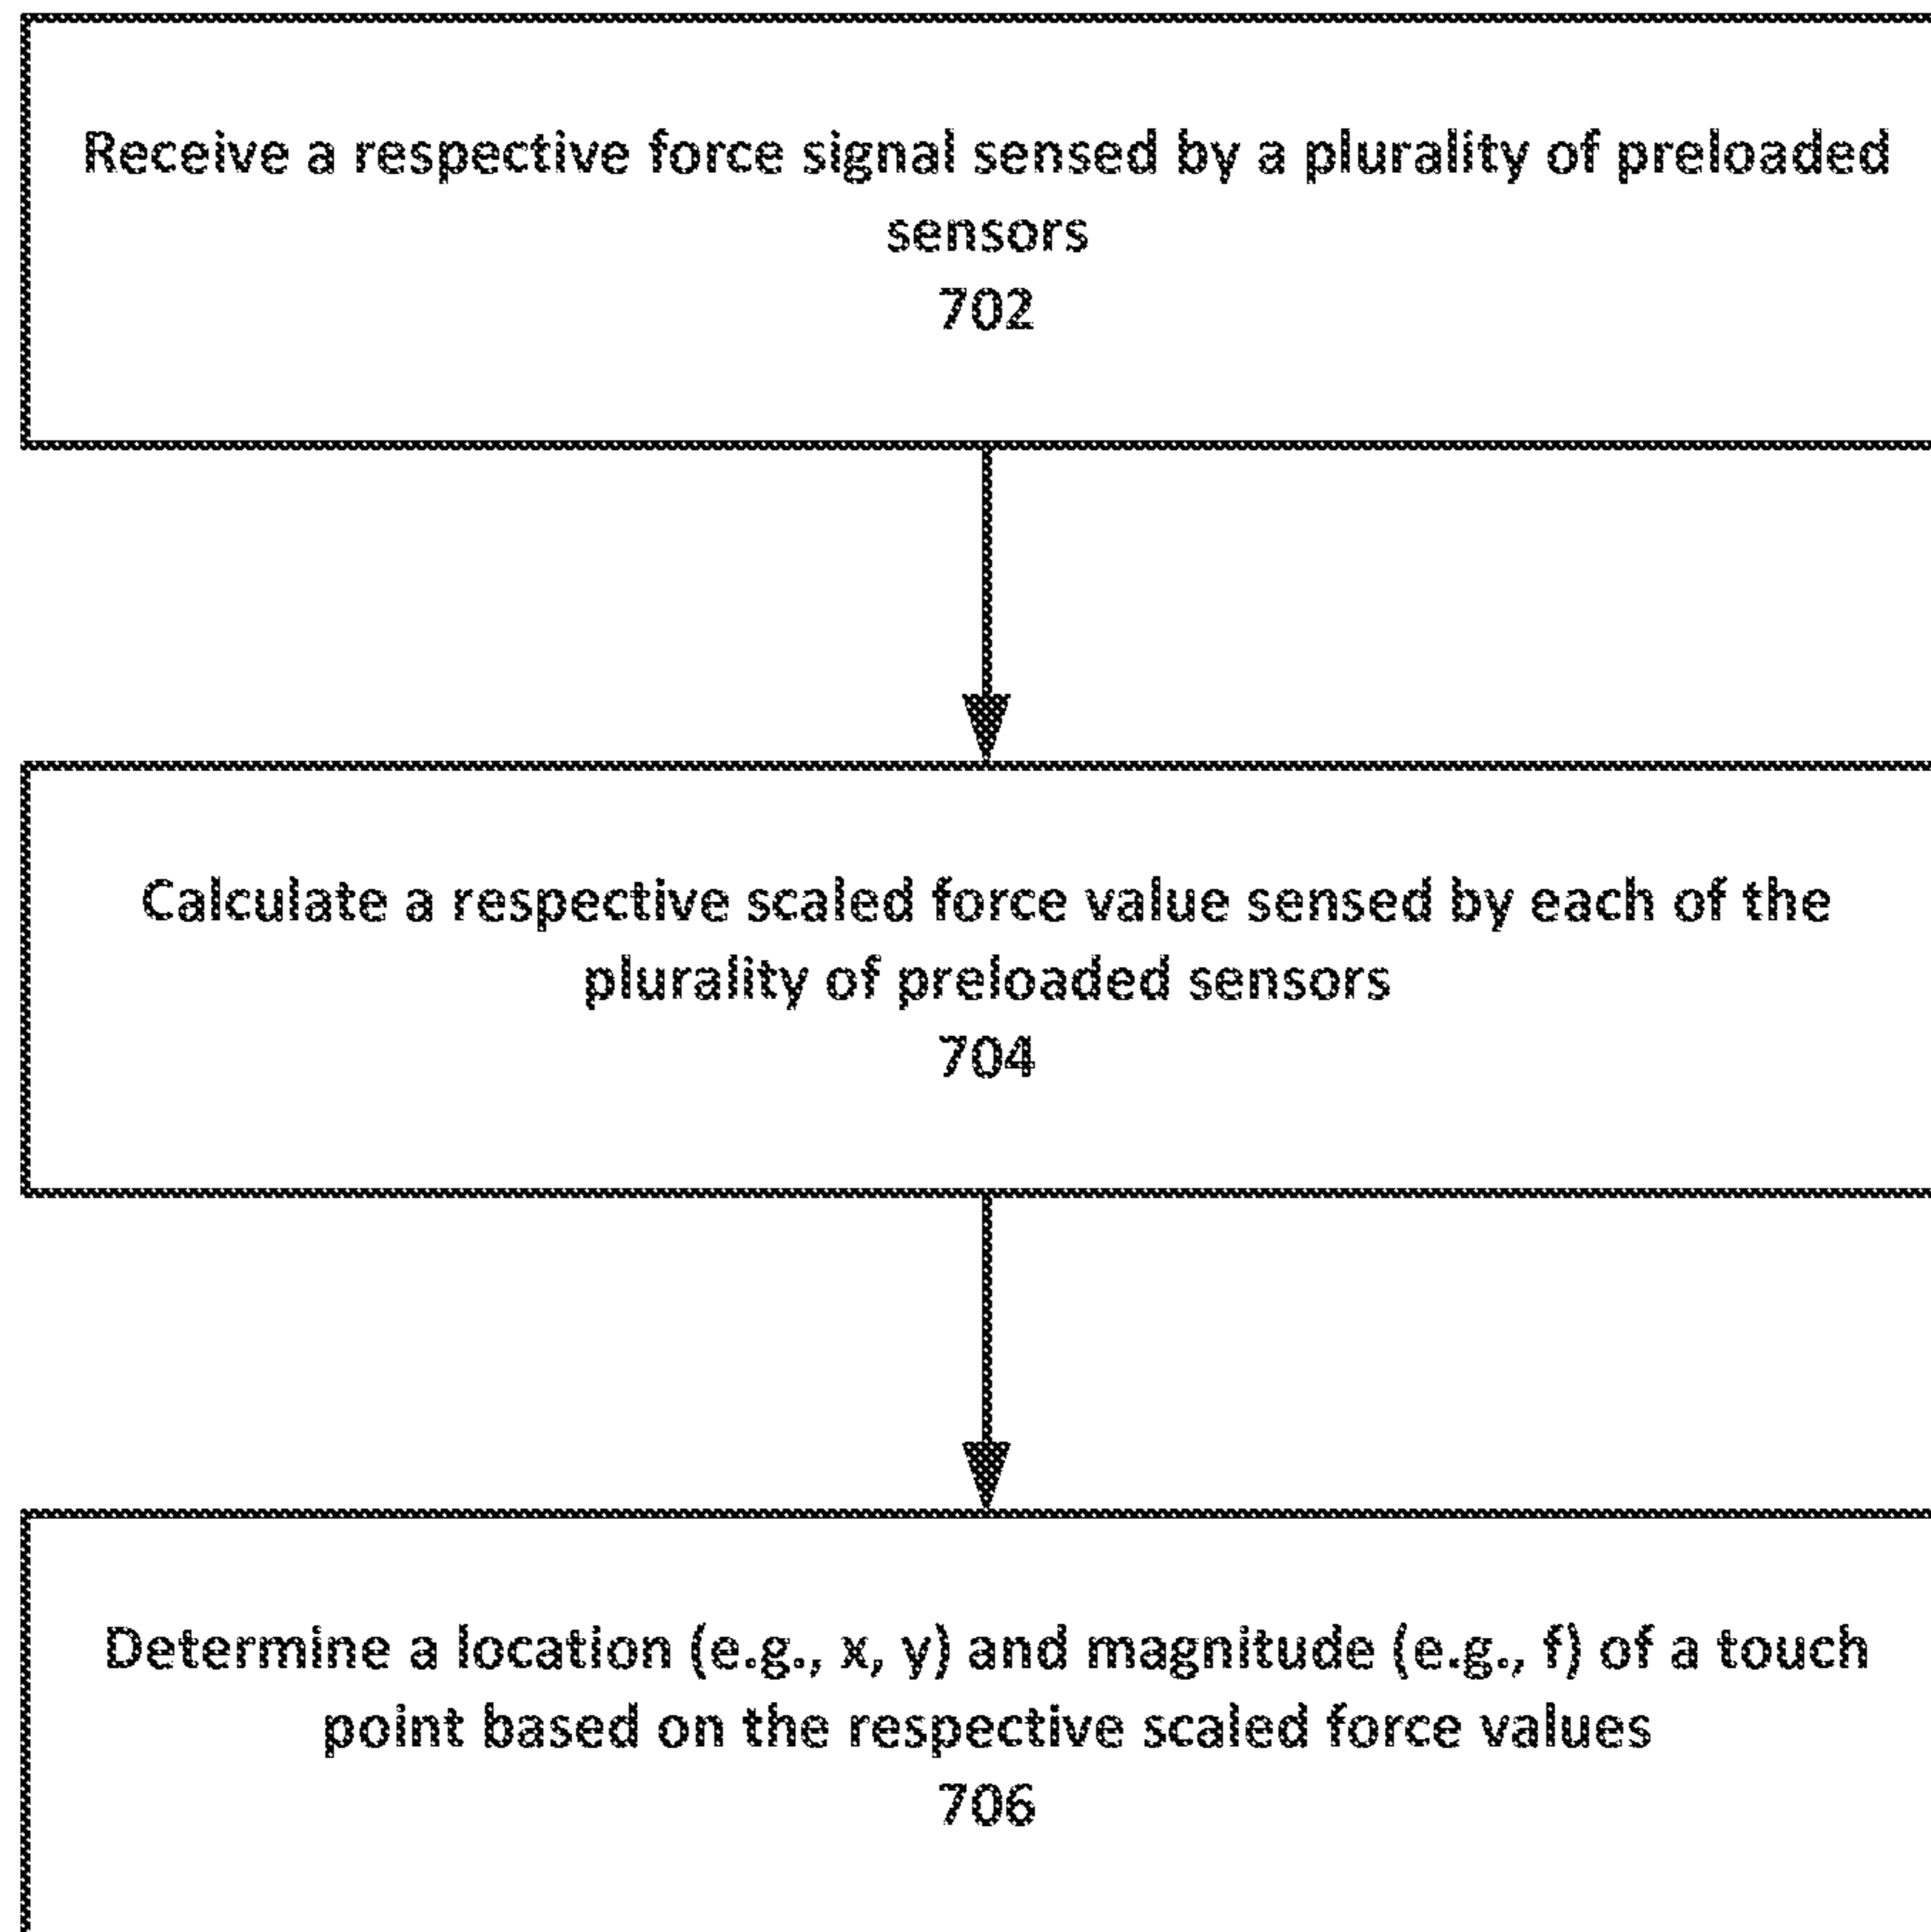 Receive a respective force signal sensed by a plurality of preloaded
sensors
702
Calculate a respective scaled force value sensed by each of the
plurality of preloaded sensors
704
Determine a location (e.g., x, y) and magnitude (e.g., f) of a touch
point based on the respective scaled force values
706